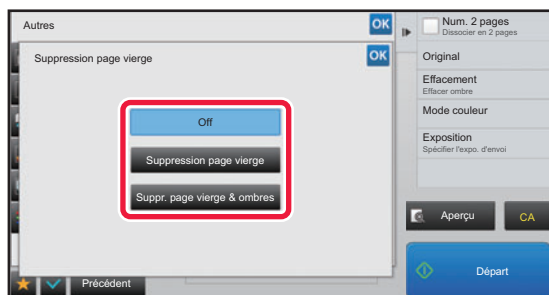 Autres
OK
Suppression page vierge
OK
Off
Suppression page vierge
Suppr. page vierge & ombres
Précédent
Num. 2 pages
Dissocier en 2 pages
Original
Effacement
Effacer ombre
Mode couleur
Exposition
Spécifier l'expo. d'envoi
Aperçu
CA
Départ